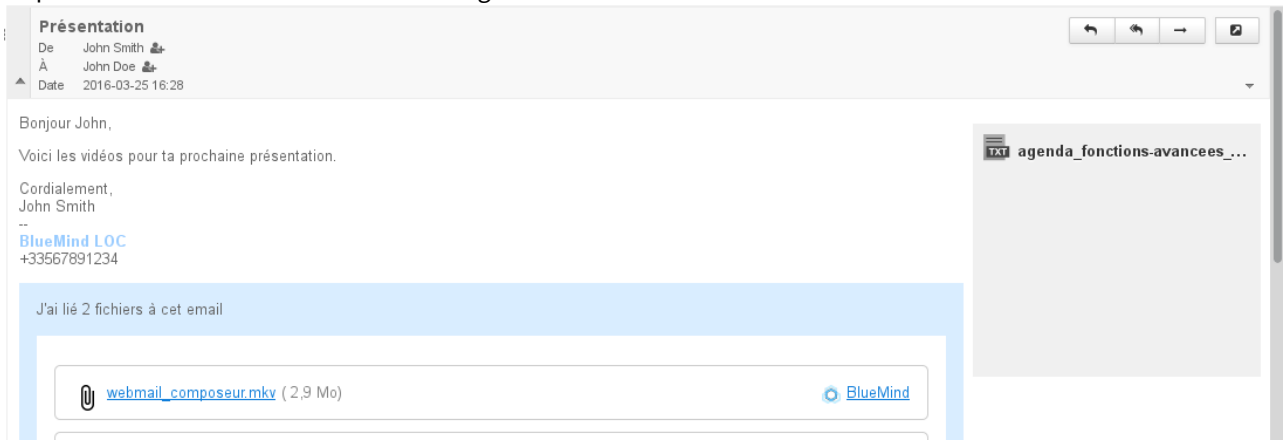 Présentation
De John Smith
À John Doe
Date 2016-03-25 16:28
Bonjour John,
Voici les vidéos pour ta prochaine présentation.
Cordialement,
John Smith
--
BlueMind LOC
+33567891234
TXT agenda_fonctions-avancees_...
J'ai lié 2 fichiers à cet email
webmail_composeur.mkv ( 2,9 Mo) BlueMind